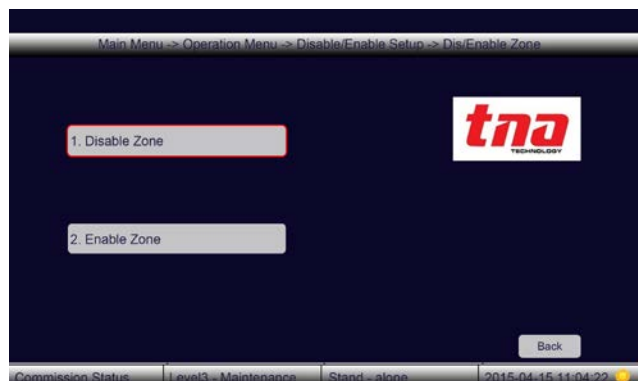 Main Menu -> Operation Menu -> Disable/Enable Setup -> Dis/Enable Zone
1. Disable Zone
tna
TECHNOLOGY
2. Enable Zone
Back
Commission Status Level3 - Maintenance Stand - alone 2015-04-15 11:04:22